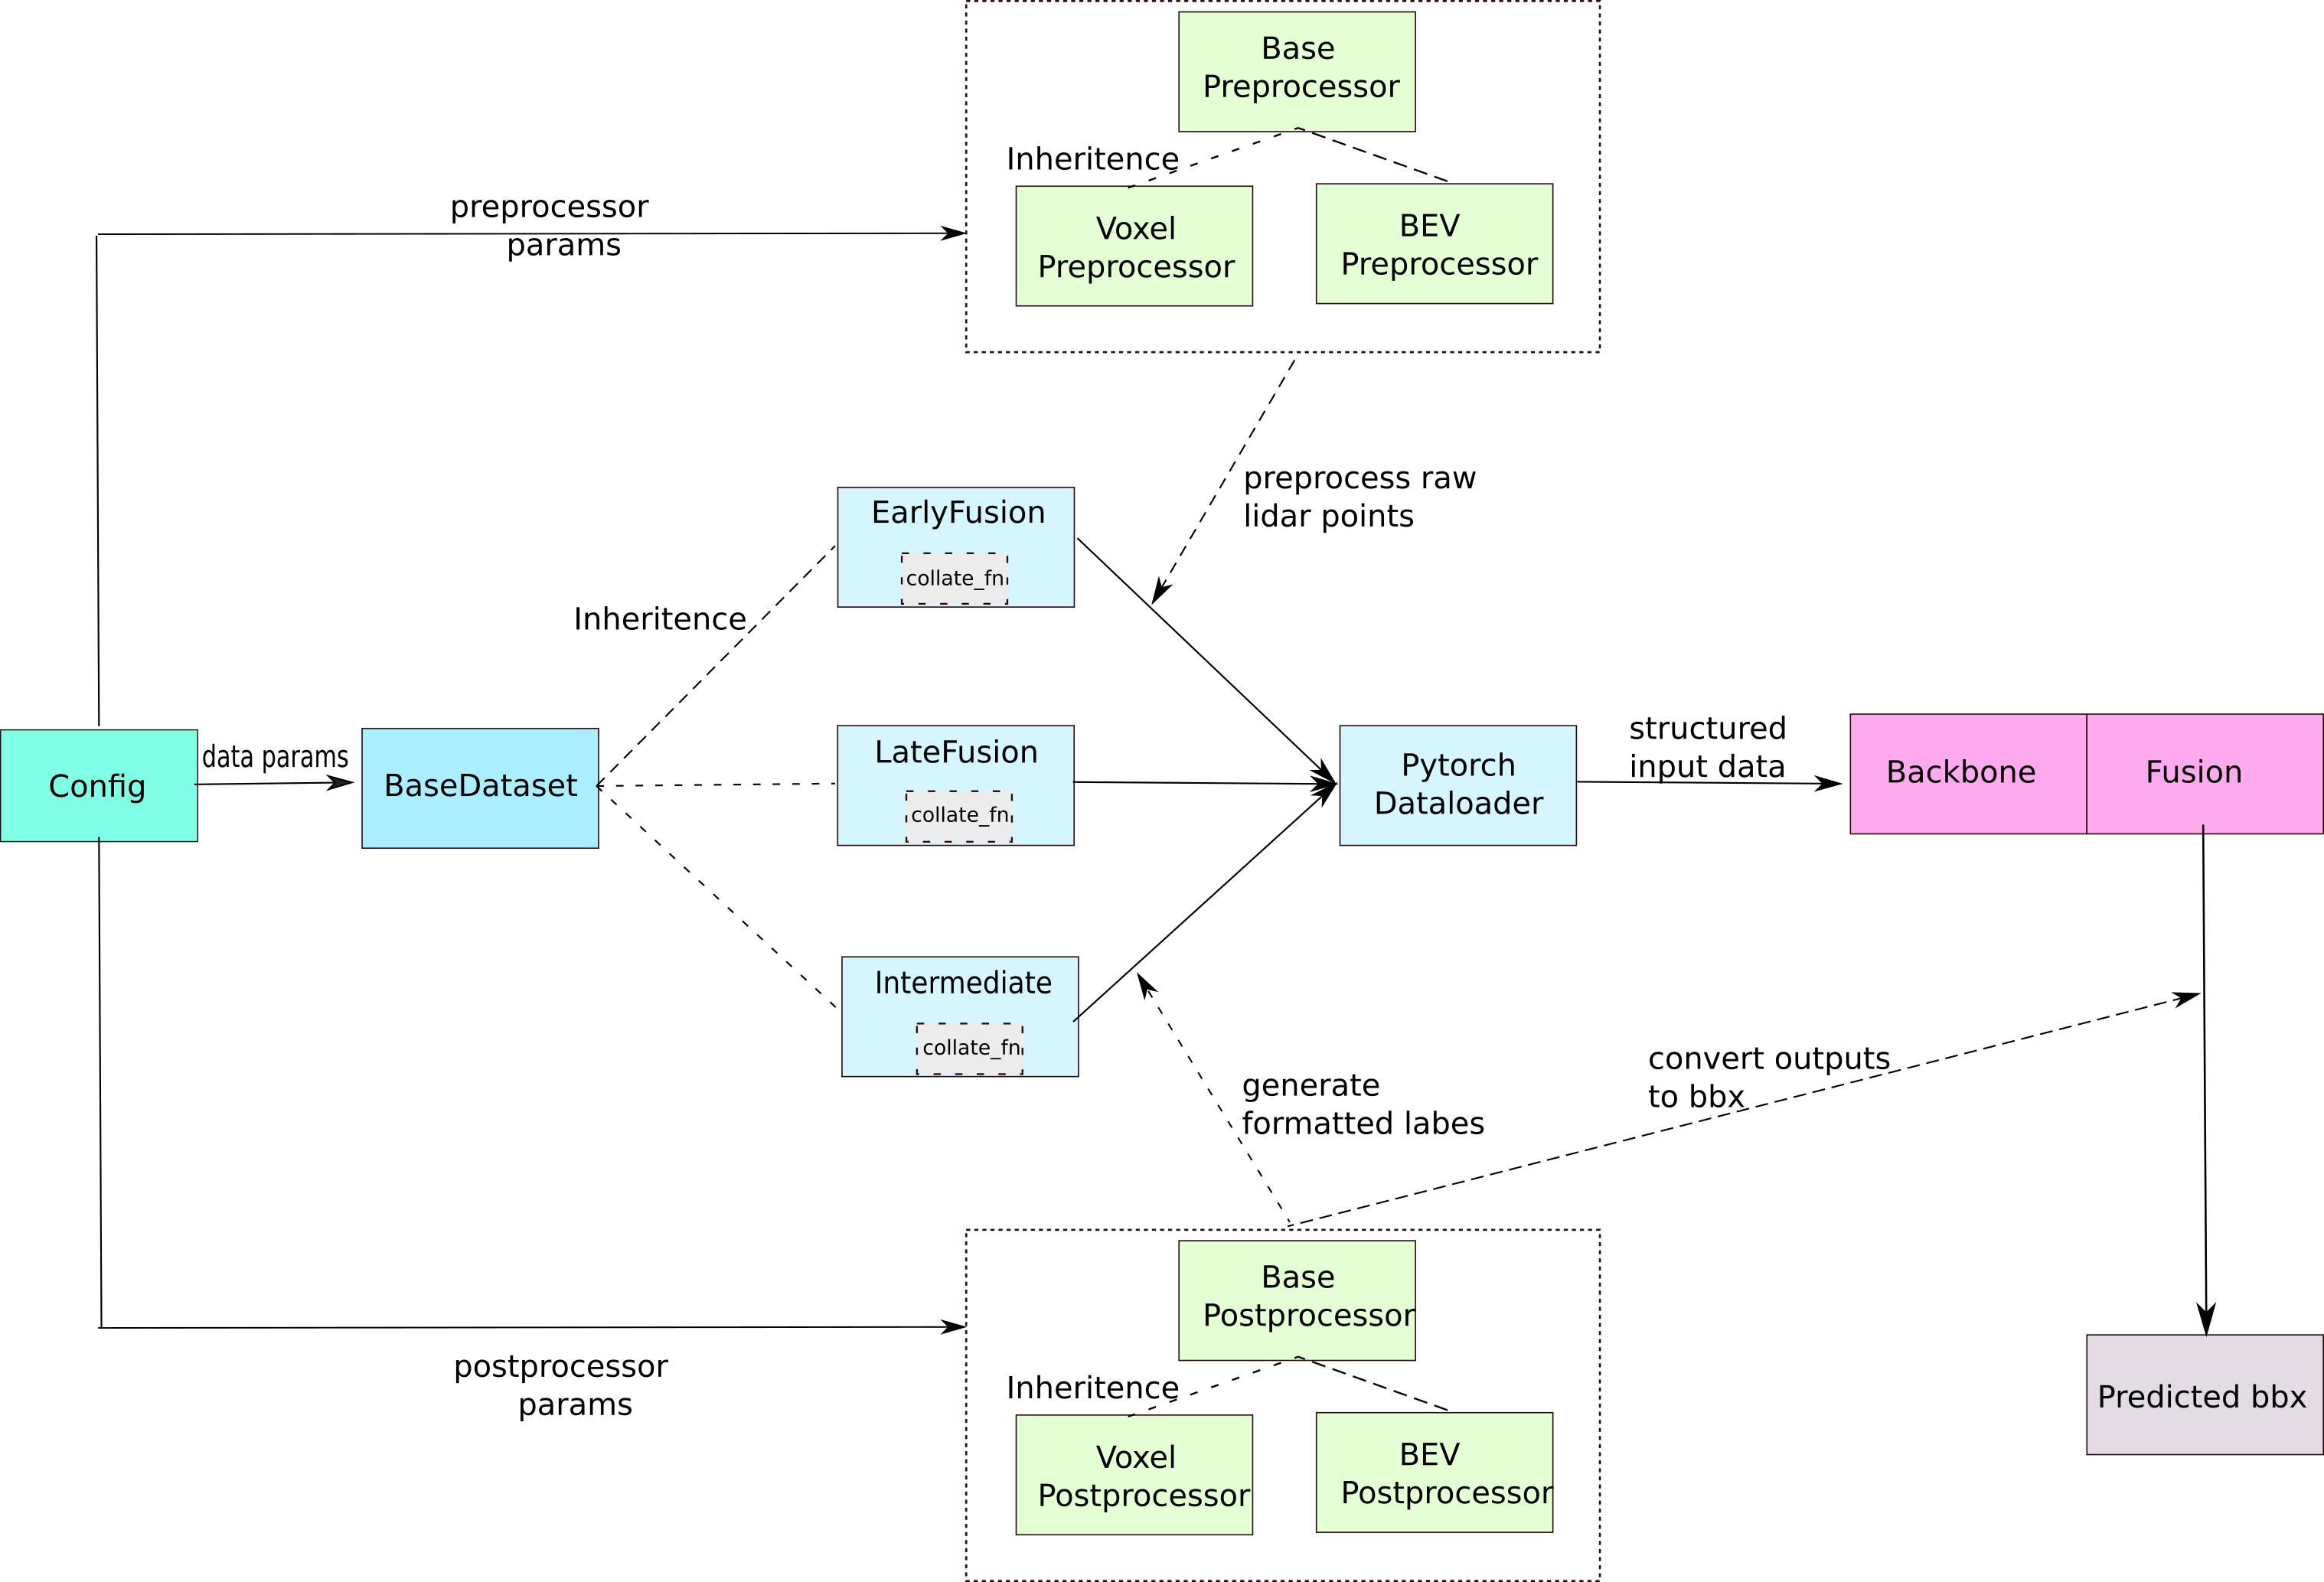 Base
Preprocessor
Inheritence
Voxel
Preprocessor
BEV
Preprocessor
preprocessor
params
preprocess raw
lidar points
EarlyFusion
collate_fn
Inheritence
Config
data params
BaseDataset
LateFusion
collate_fn
Pytorch
Dataloader
structured
input data
Backbone
Fusion
Intermediate
collate_fn
generate
formatted labes
convert outputs
to bbx
Base
Postprocessor
Inheritence
Voxel
Postprocessor
BEV
Postprocessor
postprocessor
params
Predicted bbx